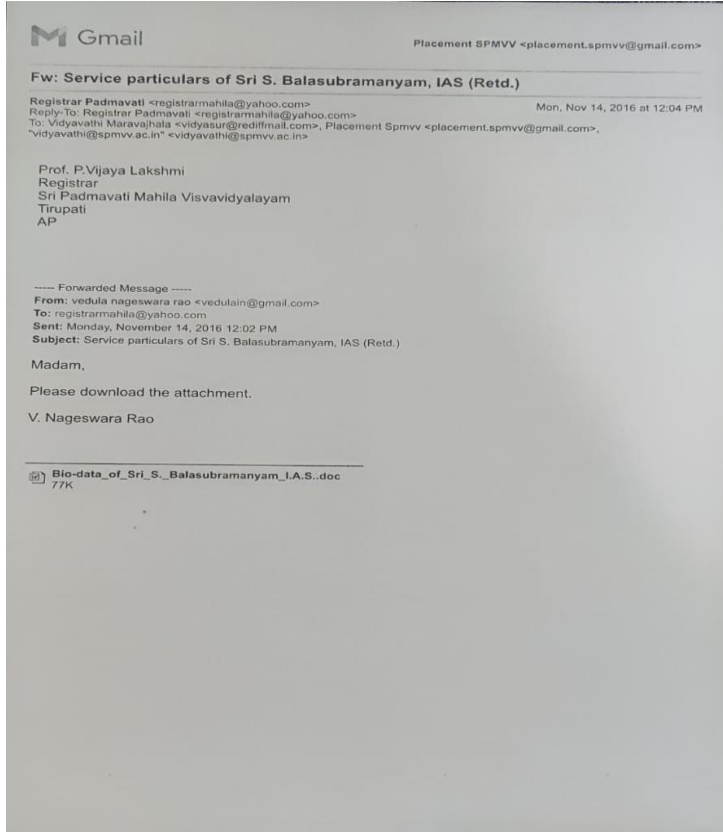 Gmail
Placement SPMVV <placement.spmvv@gmail.com>
Fw: Service particulars of Sri S. Balasubramanyam, IAS (Retd.)
Registrar Padmavati <registrarmahila@yahoo.com>
Mon, Nov 14, 2016 at 12:04 PM
Reply-To: Registrar Padmavati <registrarmahila@yahoo.com>
To: Vidyavathi Maravajhala <vidyasur@rediffmail.com>, Placement Spmvv <placement.spmvv@gmail.com>,
"vidyavathi@spmvv.ac.in" <vidyavathi@spmvv.ac.in>
Prof. P.Vijaya Lakshmi
Registrar
Sri Padmavati Mahila Visvavidyalayam
Tirupati
AP
----- Forwarded Message -----
From: vedula nageswara rao <vedulain@gmail.com>
To: registrarmahila@yahoo.com
Sent: Monday, November 14, 2016 12:02 PM
Subject: Service particulars of Sri S. Balasubramanyam, IAS (Retd.)
Madam,
Please download the attachment.
V. Nageswara Rao
Bio-data_of_Sri_S._Balasubramanyam_I.A.S..doc
77K